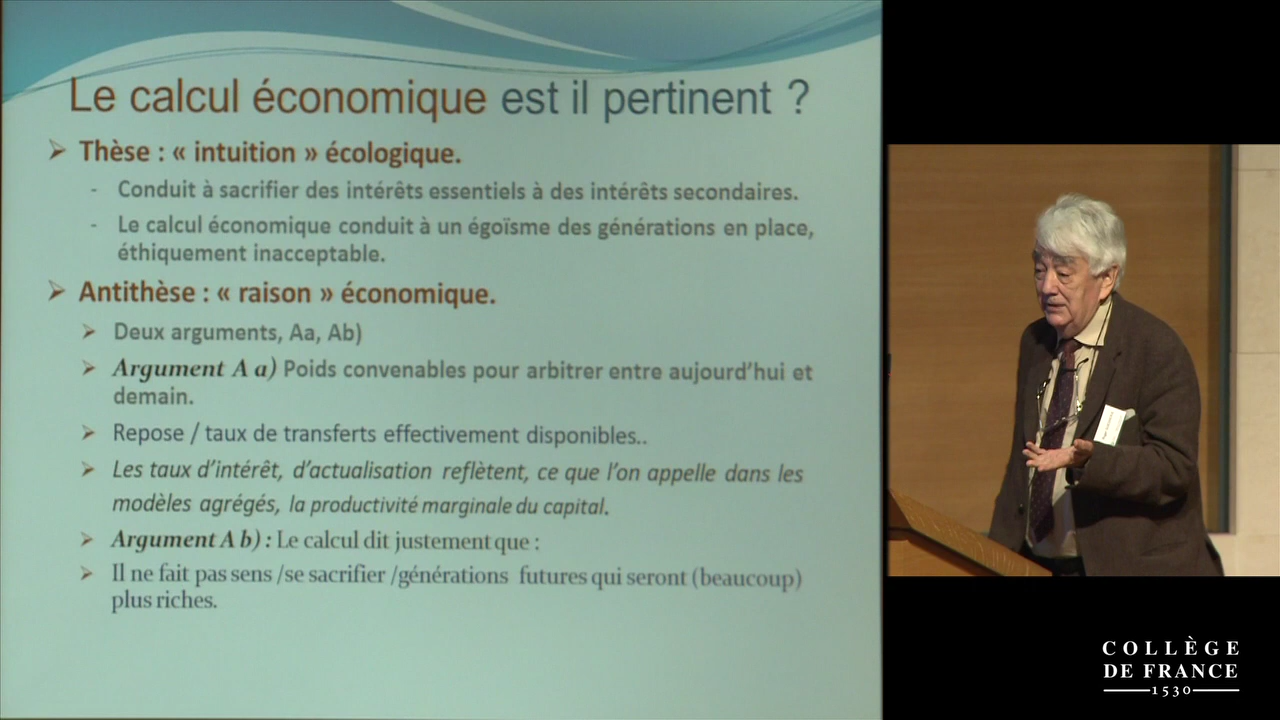 Le calcul économique est il pertinent ?
➢ Thèse : « intuition » écologique.
- Conduit à sacrifier des intérêts essentiels à des intérêts secondaires.
- Le calcul économique conduit à un égoïsme des générations en place,
éthiquement inacceptable.
➢ Antithèse : « raison » économique.
➢ Deux arguments, Aa, Ab)
➢ Argument A a) Poids convenables pour arbitrer entre aujourd'hui et
demain.
➢ Repose / taux de transferts effectivement disponibles..
➢ Les taux d'intérêt, d'actualisation reflètent, ce que l'on appelle dans les
modèles agrégés, la productivité marginale du capital.
➢ Argument A b) : Le calcul dit justement que :
➢ Il ne fait pas sens /se sacrifier /générations futures qui seront (beaucoup)
plus riches.
COLLÈGE
DE FRANCE
1530